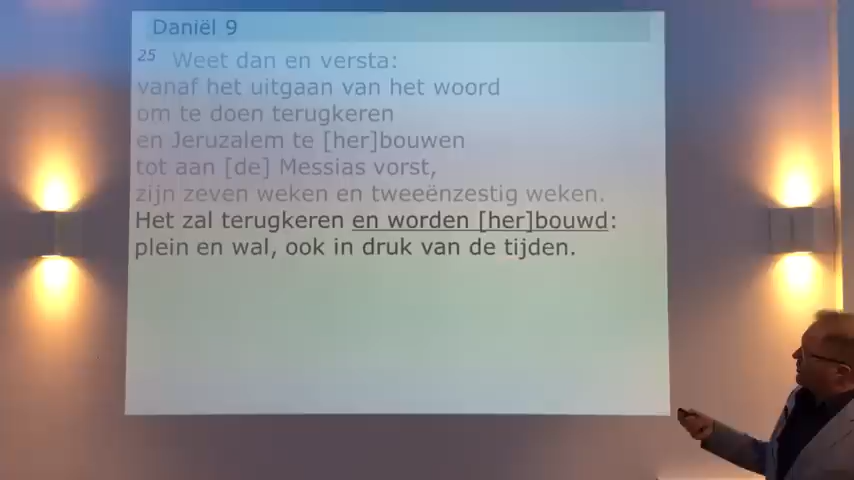 Daniël 9
25 Weet dan en versta:
vanaf het uitgaan van het woord
om te doen terugkeren
en Jeruzalem te [her]bouwen
tot aan [de] Messias vorst,
zijn zeven weken en tweeënzestig weken.
Het zal terugkeren en worden [her]bouwd:
plein en wal, ook in druk van de tijden.